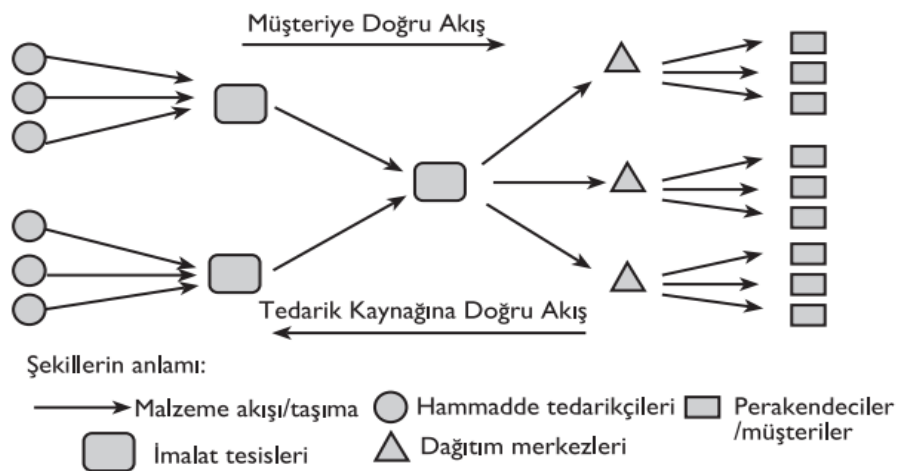 Müşteriye Doğru Akış
Tedarik Kaynağına Doğru Akış
Şekillerin anlamı:
Malzeme akışı/taşıma
Hammadde tedarikçileri
Perakendeciler
/müşteriler
İmalat tesisleri
Dağıtım merkezleri